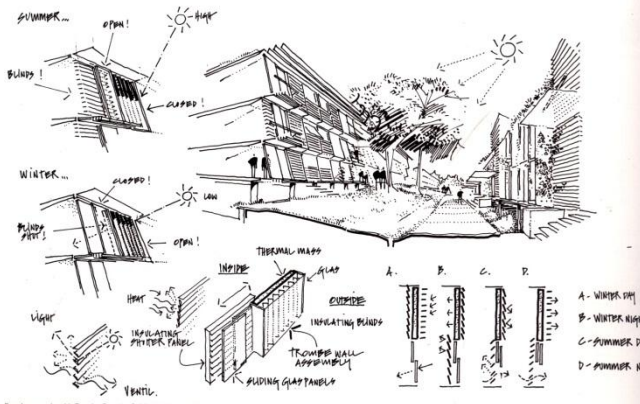 SUMMER...
OPEN!
HIGH
BLINDS!
CLOSED!
WINTER...
CLOSED!
LOW
BLINDS
SHUT!
OPEN!
THERMAL MASS
INSIDE
GLAS
HEAT
OUTSIDE
LIGHT
INSULATING
SHUTTER PANEL
INSULATING BLINDS
TROMBE WALL
ASSEMBLY
SLIDING GLAS PANELS
VENTIL.
A. B. C. D.
A - WINTER DAY
B - WINTER NIG
C - SUMMER D
D - SUMMER N